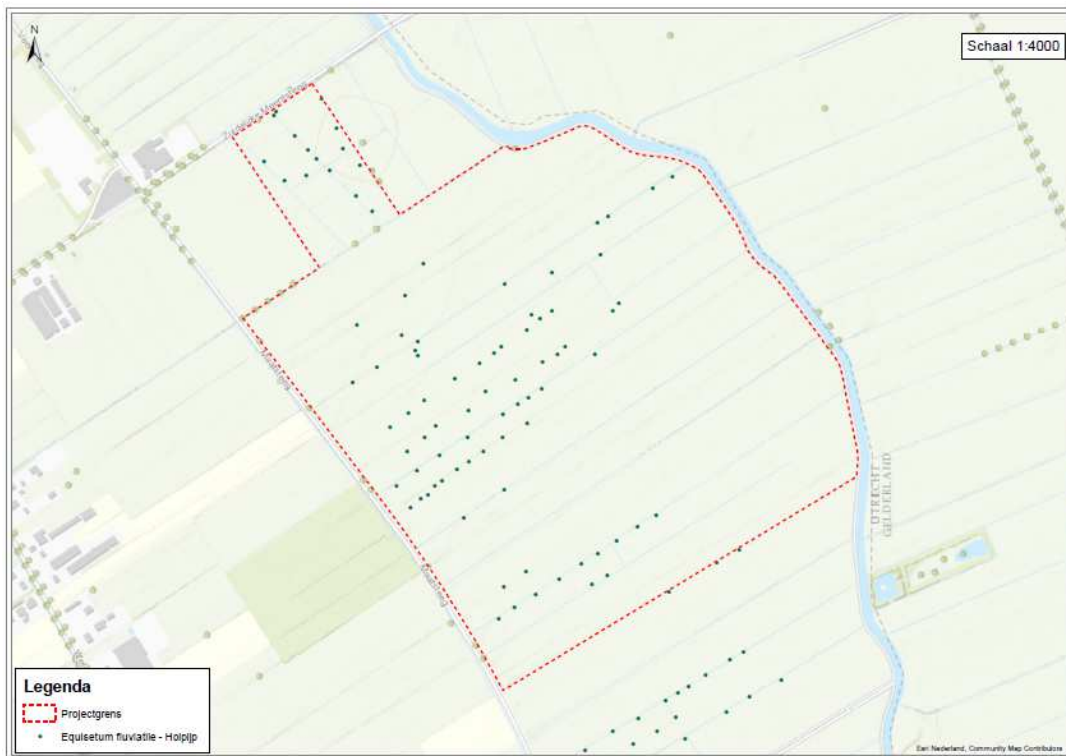 N
Schaal 1:4000
UTRECHT
GELDERLAND
Legenda
Projectgrens
Equisetum fluviatile - Holpijp
Esri Nederland, Community Map Contributors